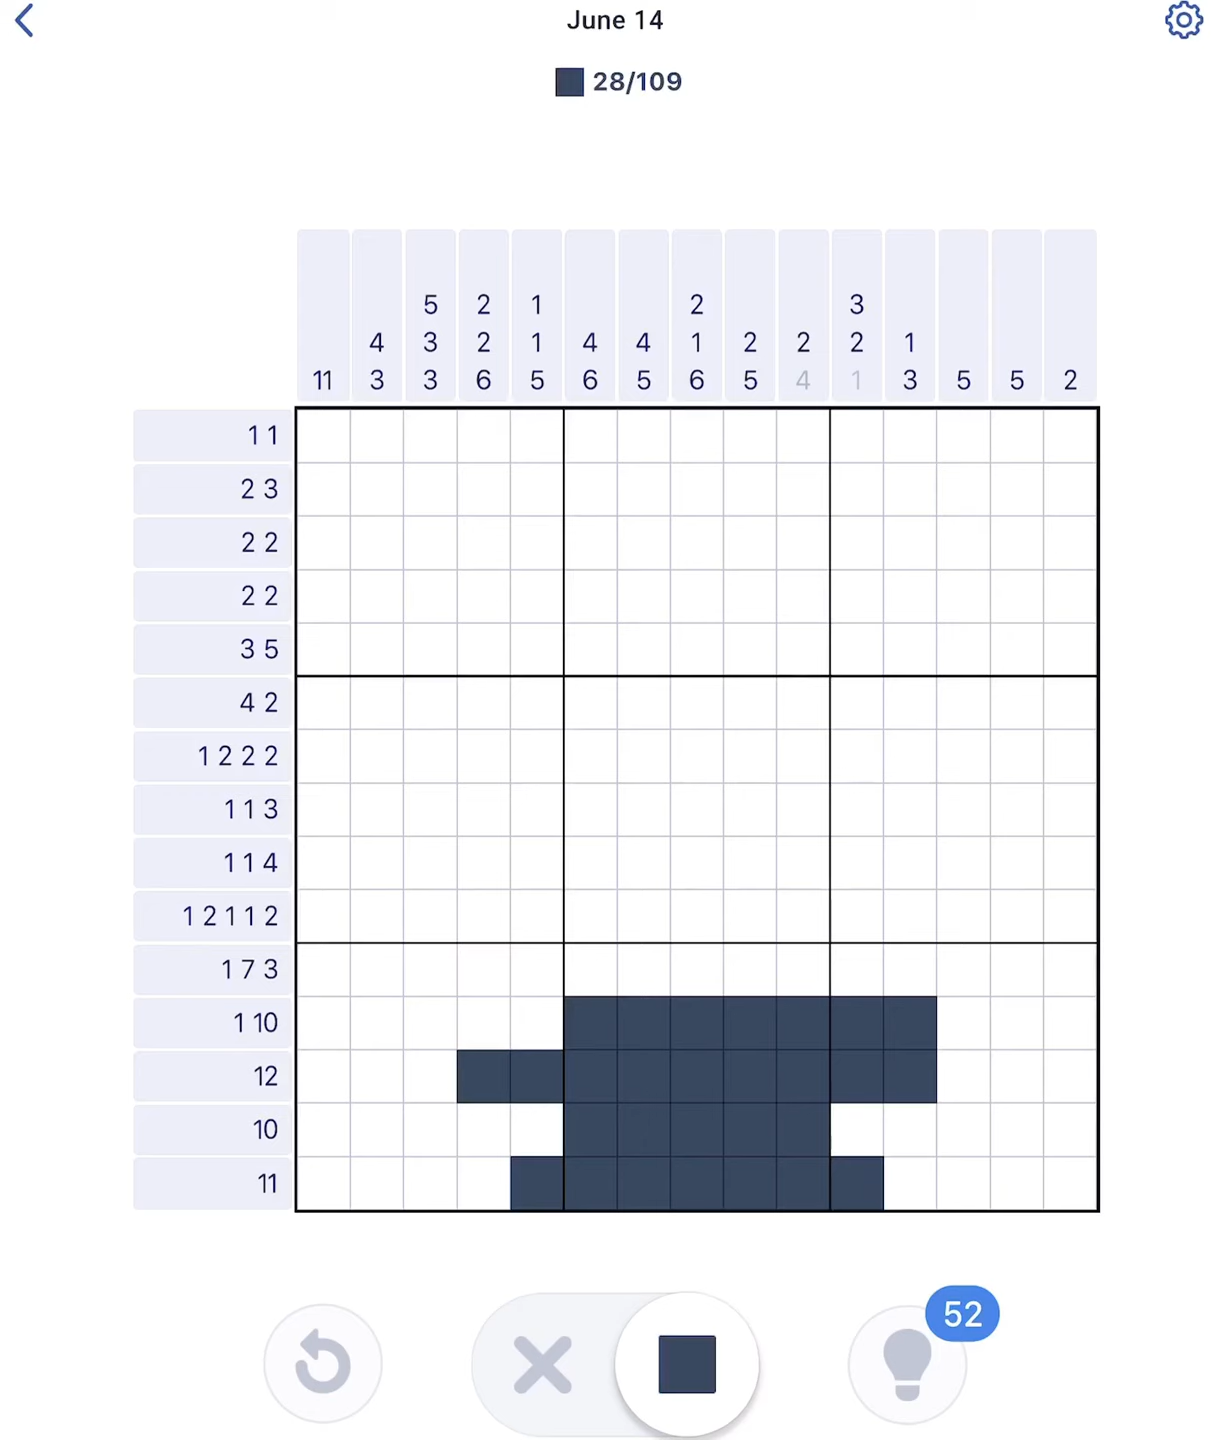 June 14
28/109
5 2 1 2 3
4 3 2 1 4 4 1 2 2 2 1
11 3 3 6 5 6 5 6 5 4 1 3 5 5 2
1 1
2 3
2 2
2 2
3 5
4 2
1 2 2 2
1 1 3
1 1 4
1 2 1 1 2
1 7 3
1 10
12
10
11
52